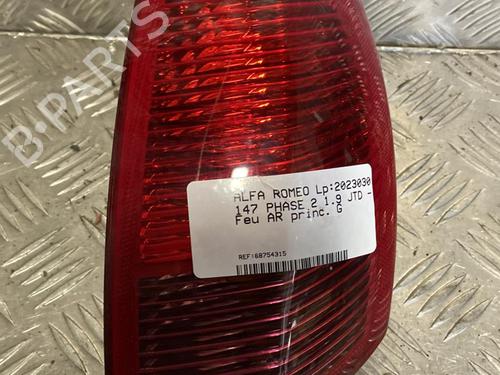 B-PARTS
ALFA ROMEO Lp:2023030
147 PHASE 2 1.9 JTD -
Feu AR princ. G
REF:68754315